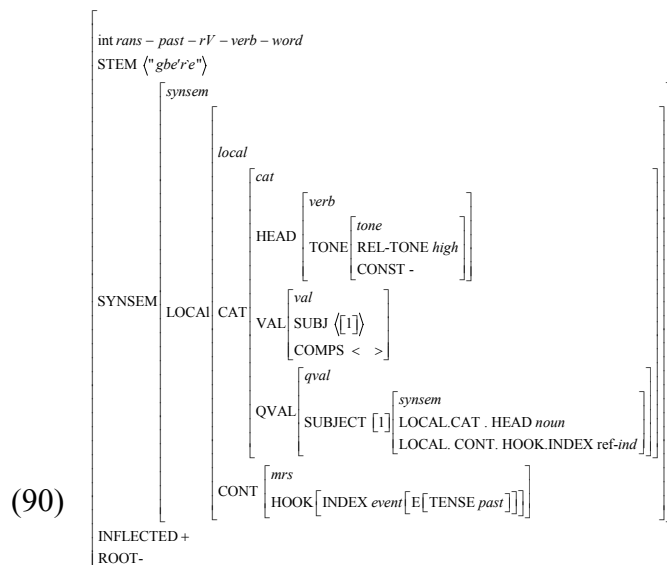 int rans – past – rV – verb – word
STEM ⟨"gbe'r`e"⟩
synsem
local
cat
verb
HEAD
tone
TONE
REL-TONE high
CONST -
SYNSEM
LOCAl
CAT
val
VAL
SUBJ ⟨[1]⟩
COMPS < >
qval
synsem
QVAL
SUBJECT [1]
LOCAL.CAT . HEAD noun
LOCAL. CONT. HOOK.INDEX ref-ind
mrs
CONT
HOOK[INDEX event[E[TENSE past]]]
(90)
INFLECTED +
ROOT-